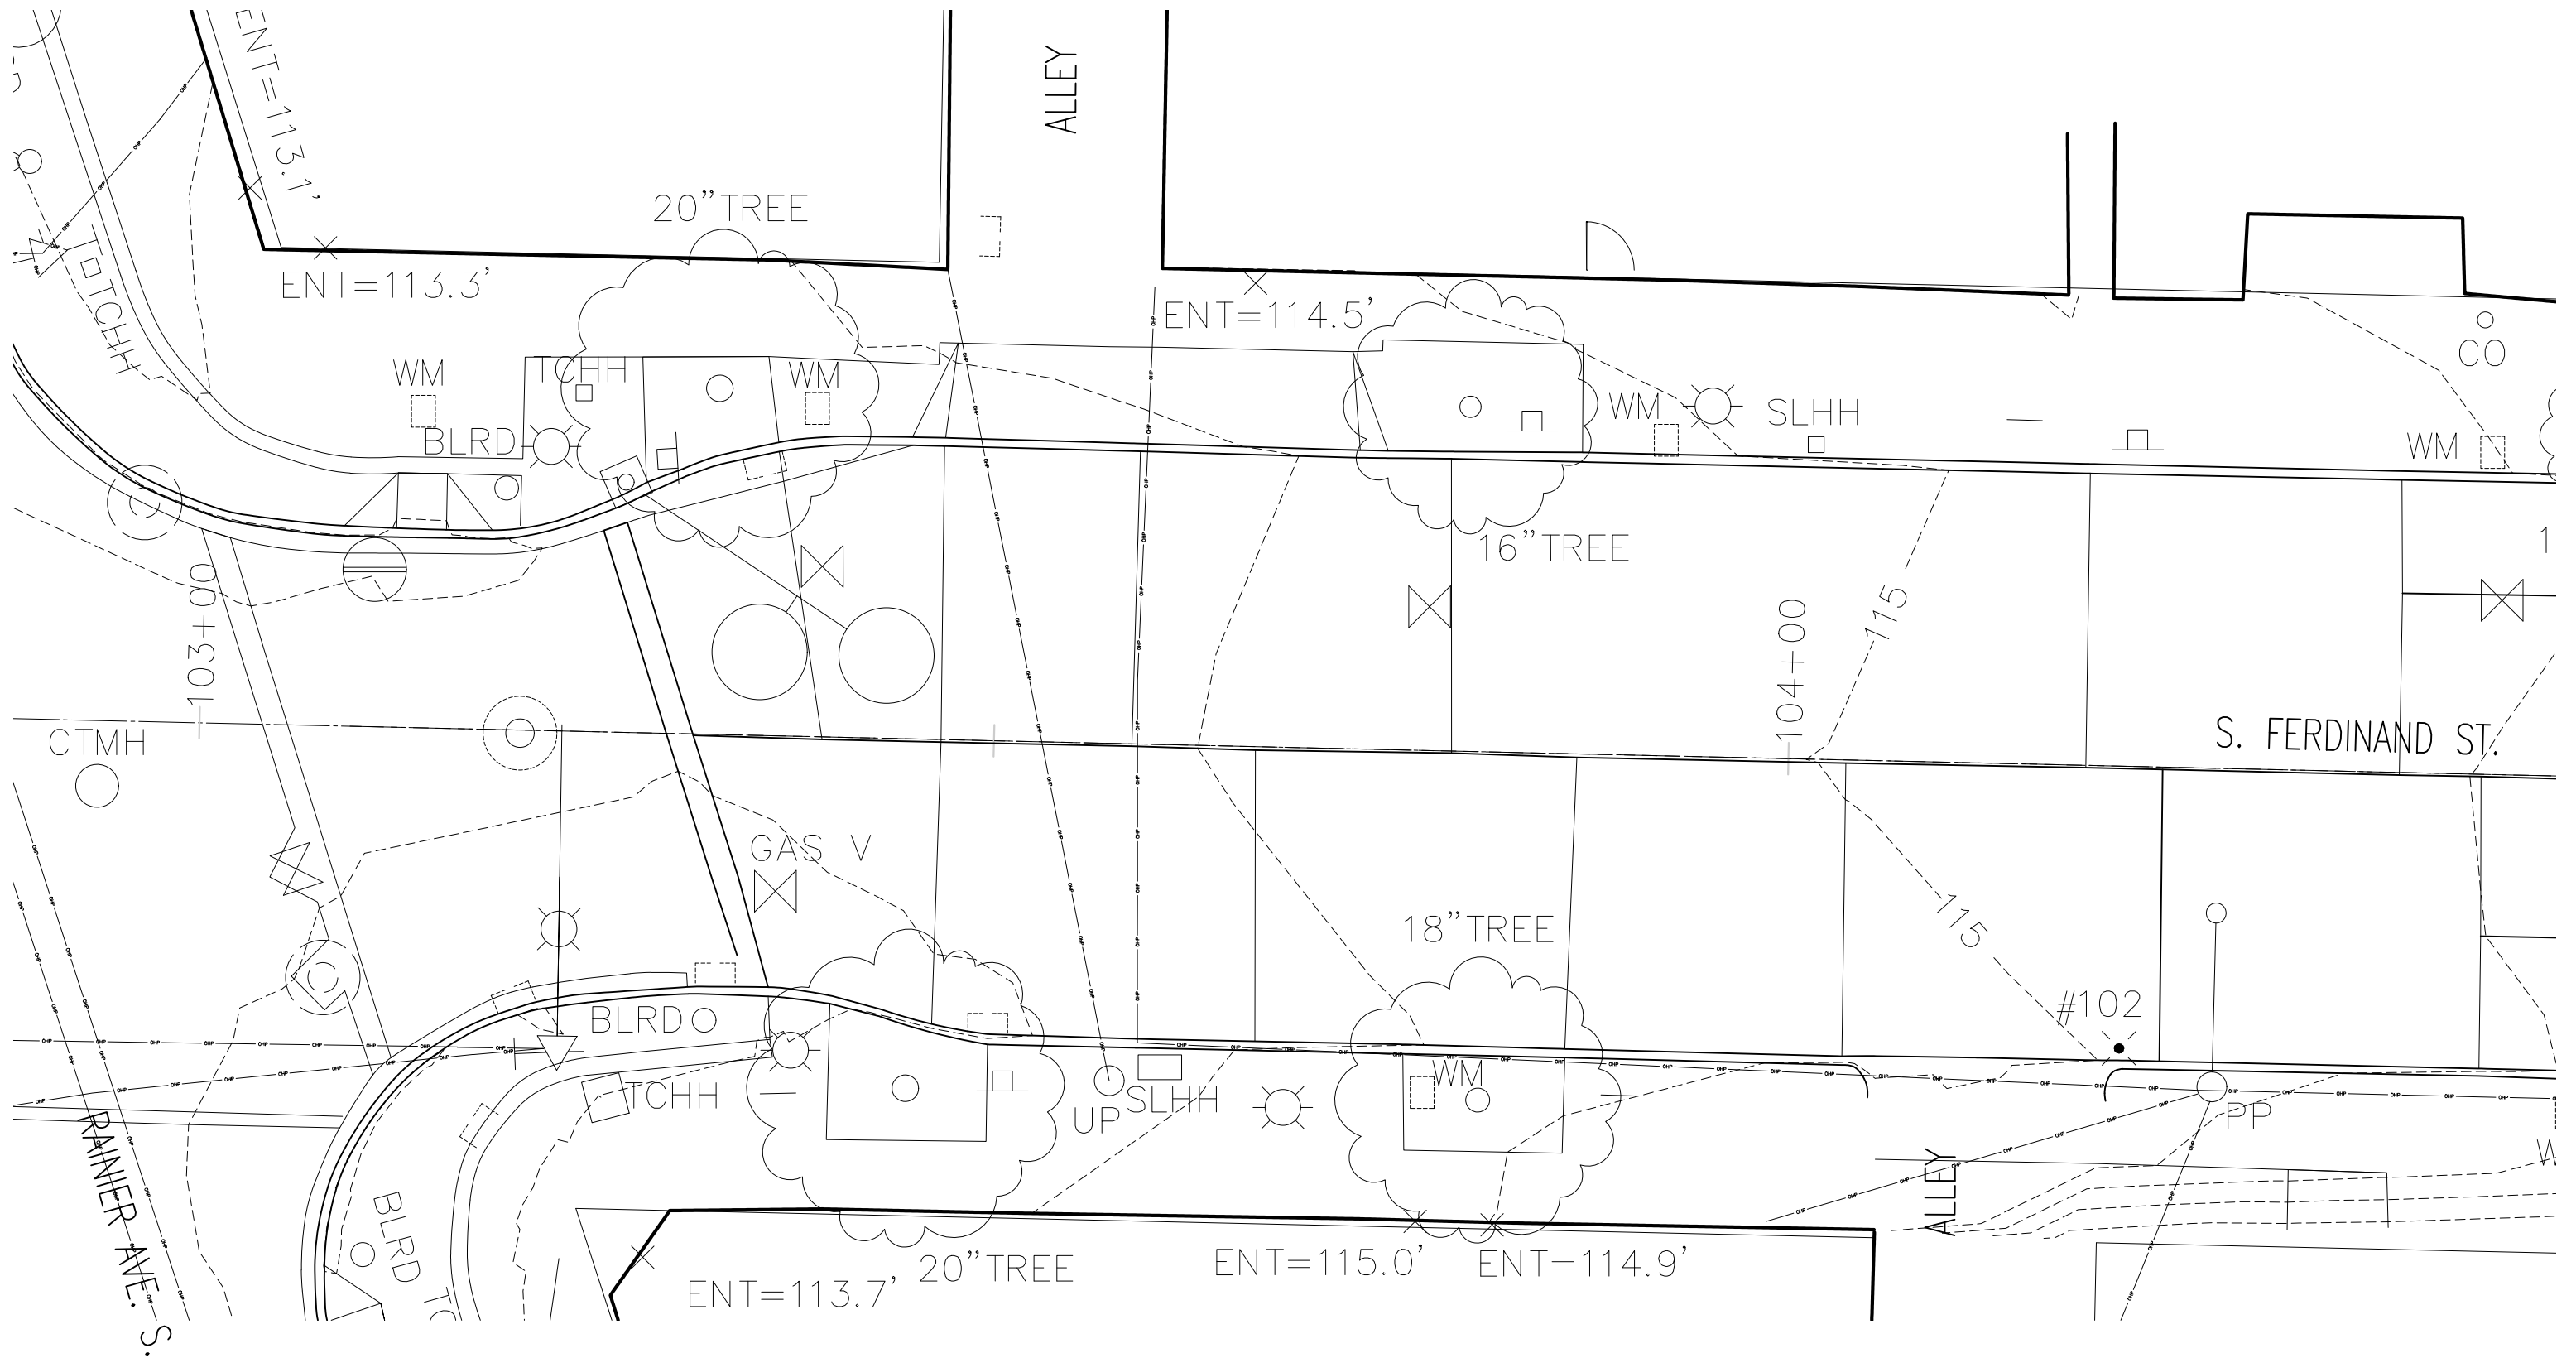 ENT=113.1'
ALLEY
20"TREE
ENT=113.3'
ENT=114.5'
TCHH
WM
TCHH
WM
BLRD
WM
SLHH
CO
WM
16"TREE
1
103+00
104+00
115
S. FERDINAND ST.
CTMH
GAS V
18"TREE
115
#102
BLRD
TCHH
UP
SLHH
WM
PP
RAINIER AVE. S.
ALLEY
BLRD
20"TREE
ENT=113.7'
ENT=115.0'
ENT=114.9'